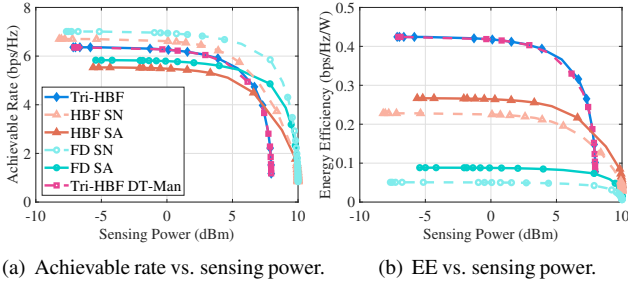 8
6
4
2
0
-10
-5
0
5
10
Achievable Rate (bps/Hz)
Sensing Power (dBm)
Tri-HBF
HBF SN
HBF SA
FD SN
FD SA
Tri-HBF DT-Man
0.5
0.4
0.3
0.2
0.1
0
-10
-5
0
5
10
Energy Efficiency (bps/Hz/W)
Sensing Power (dBm)
(a) Achievable rate vs. sensing power.
(b) EE vs. sensing power.